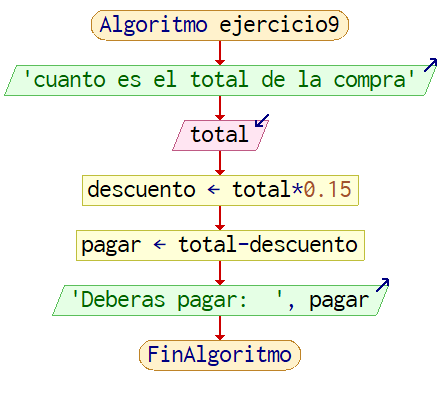 Algoritmo ejercicio9
'cuanto es el total de la compra'
total
descuento ← total*0.15
pagar ← total-descuento
'Deberas pagar:  ', pagar
FinAlgoritmo